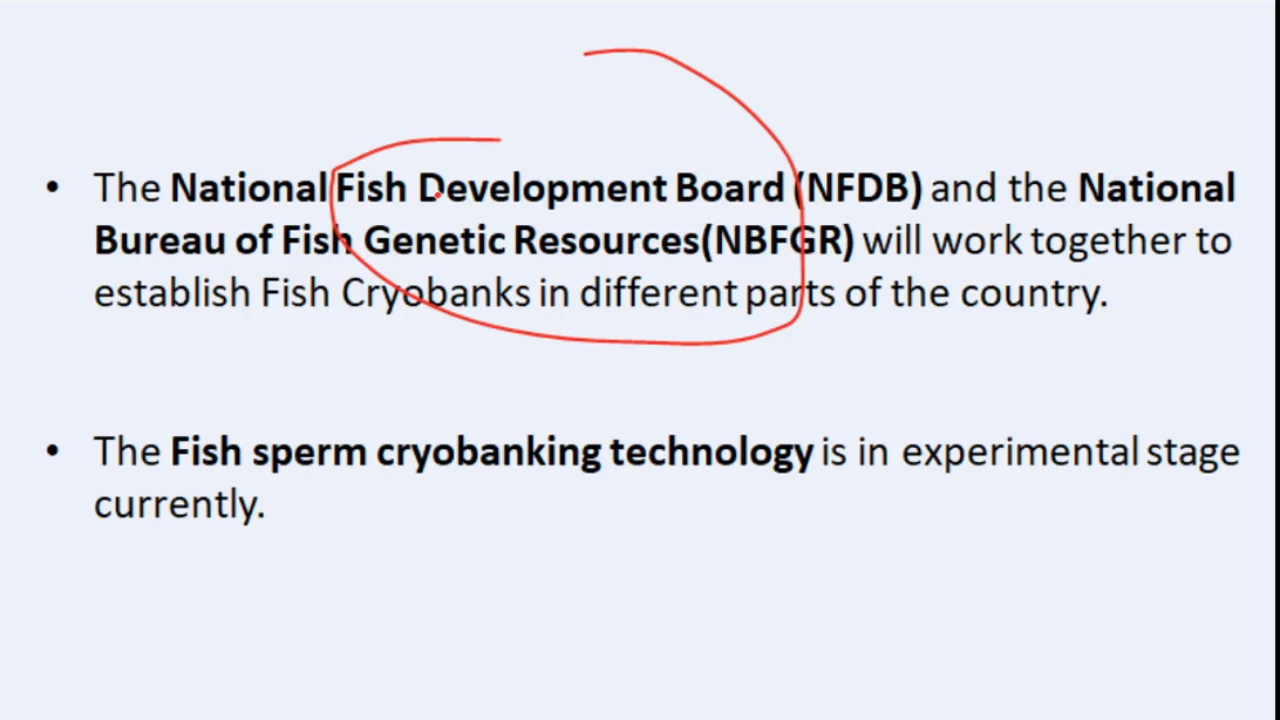 • The National Fish Development Board (NFDB) and the National
Bureau of Fish Genetic Resources(NBFGR) will work together to
establish Fish Cryobanks in different parts of the country.
• The Fish sperm cryobanking technology is in experimental stage
currently.